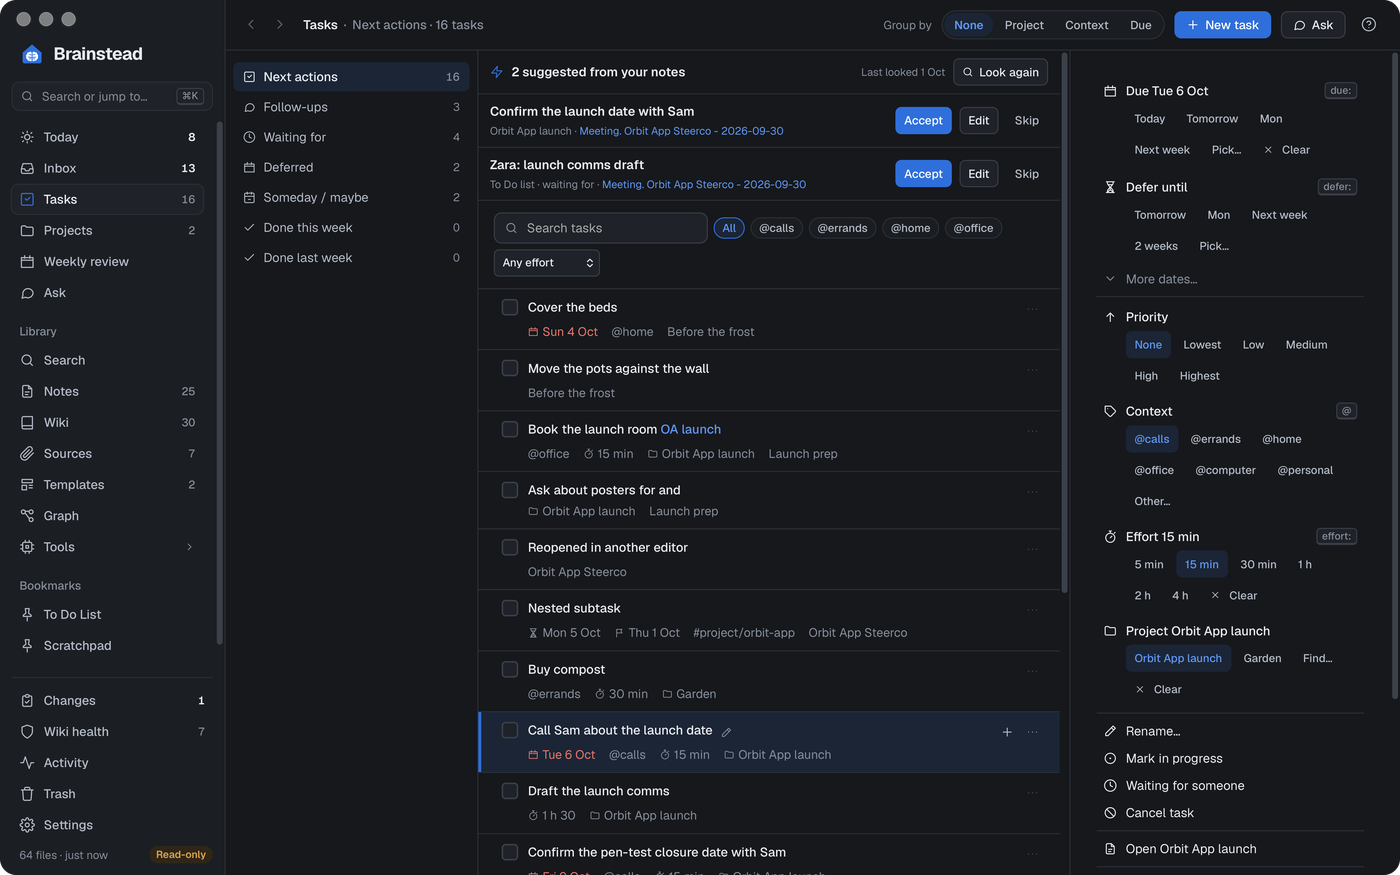 Brainstead
Search or jump to... ⌘K
Today 8
Inbox 13
Tasks 16
Projects 2
Weekly review
Ask
Library
Search
Notes 25
Wiki 30
Sources 7
Templates 2
Graph
Tools
Bookmarks
To Do List
Scratchpad
Changes 1
Wiki health 7
Activity
Trash
Settings
64 files · just now Read-only
Tasks · Next actions · 16 tasks
Group by None Project Context Due
+ New task
Ask
Next actions 16
Follow-ups 3
Waiting for 4
Deferred 2
Someday / maybe 2
Done this week 0
Done last week 0
2 suggested from your notes Last looked 1 Oct Look again
Confirm the launch date with Sam
Orbit App launch · Meeting. Orbit App Steerco - 2026-09-30
Accept Edit Skip
Zara: launch comms draft
To Do list · waiting for · Meeting. Orbit App Steerco - 2026-09-30
Accept Edit Skip
Search tasks All @calls @errands @home @office
Any effort
Cover the beds
Sun 4 Oct @home Before the frost
Move the pots against the wall
Before the frost
Book the launch room OA launch
@office 15 min Orbit App launch Launch prep
Ask about posters for and
Orbit App launch Launch prep
Reopened in another editor
Orbit App Steerco
Nested subtask
Mon 5 Oct Thu 1 Oct #project/orbit-app Orbit App Steerco
Buy compost
@errands 30 min Garden
Call Sam about the launch date
Tue 6 Oct @calls 15 min Orbit App launch
Draft the launch comms
1 h 30 Orbit App launch
Confirm the pen-test closure date with Sam
Due Tue 6 Oct due:
Today Tomorrow Mon
Next week Pick... × Clear
Defer until defer:
Tomorrow Mon Next week
2 weeks Pick...
More dates...
Priority
None Lowest Low Medium
High Highest
Context @
@calls @errands @home
@office @computer @personal
Other...
Effort 15 min effort:
5 min 15 min 30 min 1 h
2 h 4 h × Clear
Project Orbit App launch
Orbit App launch Garden Find...
× Clear
Rename...
Mark in progress
Waiting for someone
Cancel task
Open Orbit App launch